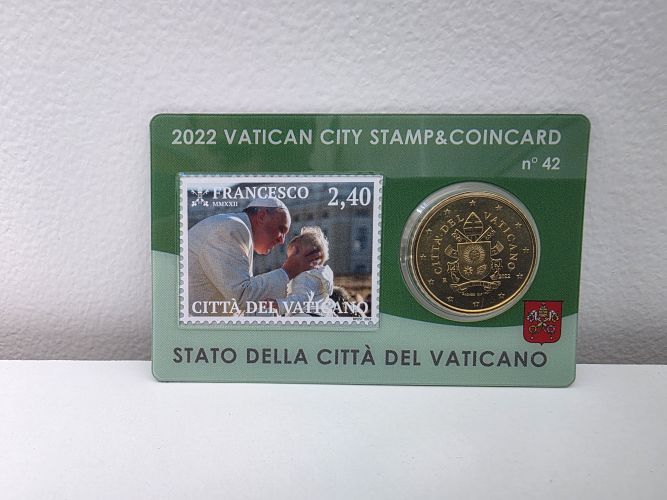 2022 VATICAN CITY STAMP&COINCARD
n° 42
FRANCESCO
MMXXII
2,40
CITTÀ DEL VATICANO
CITTÀ DEL VATICANO
R
2022
STATO DELLA CITTÀ DEL VATICANO